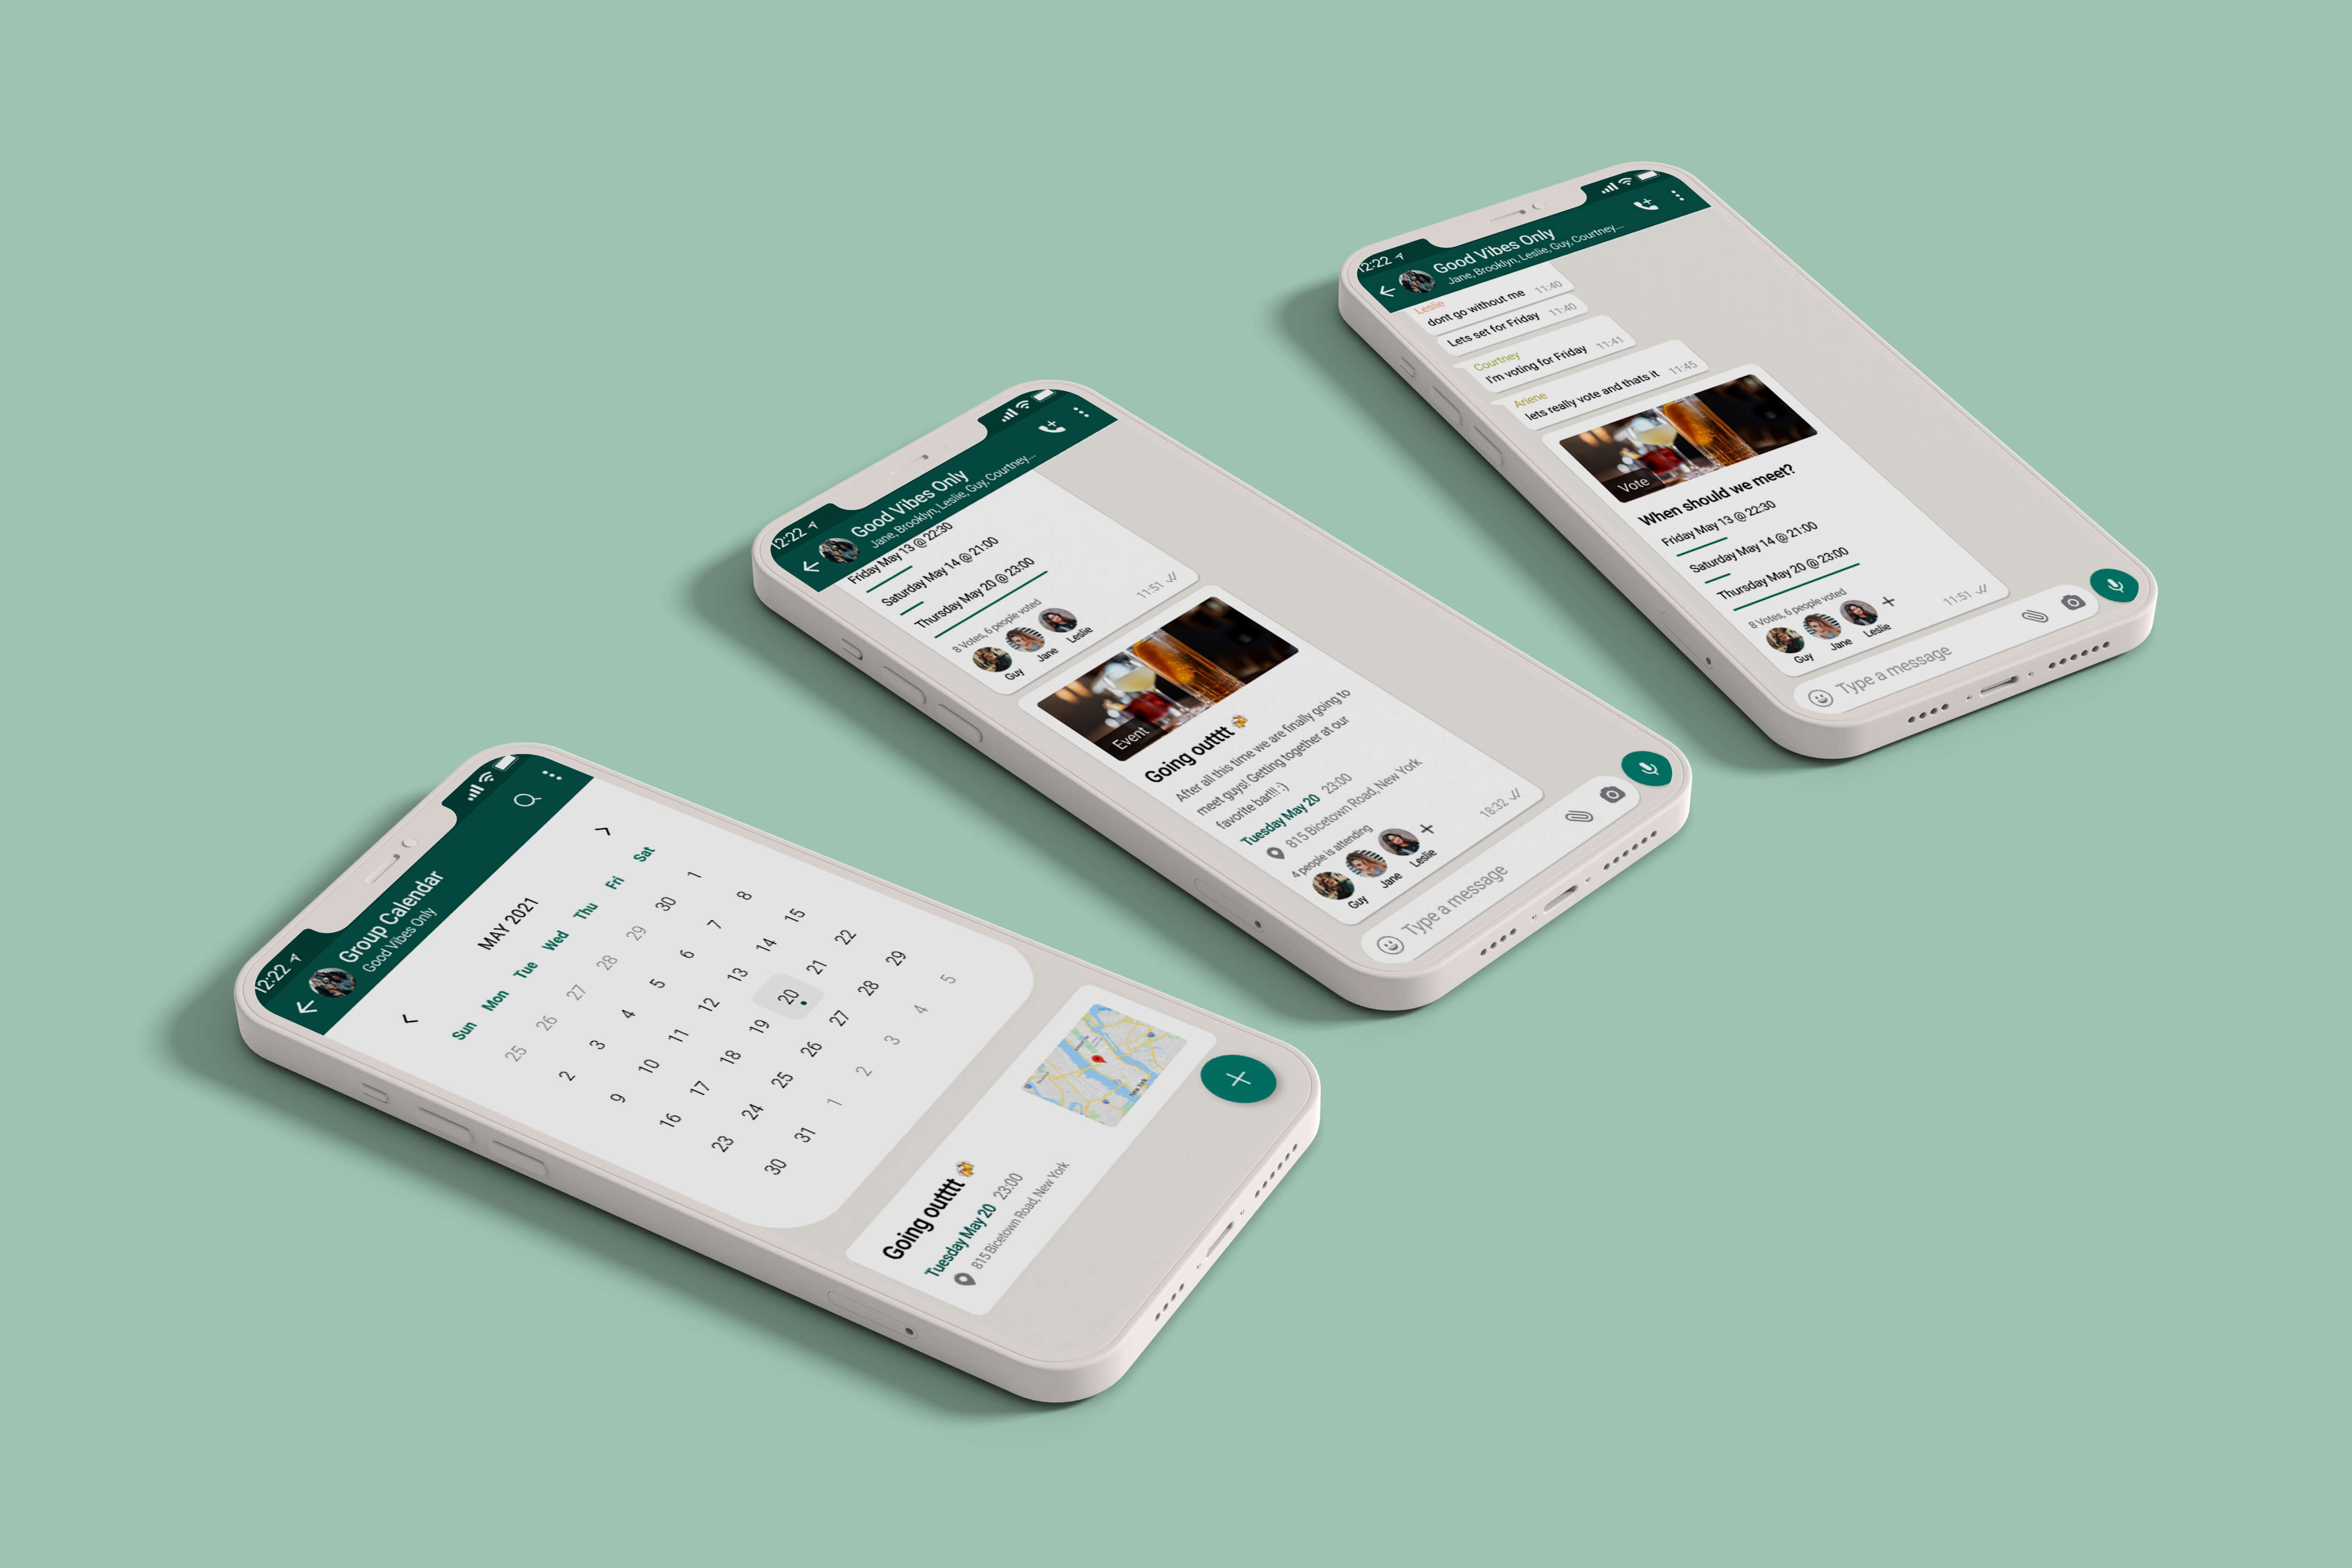 12:22
Group Calendar
Good Vibes Only
MAY 2021
Sun Mon Tue Wed Thu Fri Sat
25 26 27 28 29 30 1
2 3 4 5 6 7 8
9 10 11 12 13 14 15
16 17 18 19 20 21 22
23 24 25 26 27 28 29
30 31 1 2 3 4 5
Going outttt
Tuesday May 20 23:00
815 Bicetown Road, New York
New York
12:22
Good Vibes Only
Jane, Brooklyn, Leslie, Guy, Courtney...
Friday May 13 @ 22:30
Saturday May 14 @ 21:00
Thursday May 20 @ 23:00
8 Votes, 6 people voted
Guy Jane Leslie
11:51
Event
Going outttt
After all this time we are finally going to
meet guys! Getting together at our
favorite bar!!! :)
Tuesday May 20 23:00
815 Bicetown Road, New York
4 people is attending
Guy Jane Leslie
18:32
Type a message
12:22
Good Vibes Only
Jane, Brooklyn, Leslie, Guy, Courtney...
Leslie
dont go without me 11:40
Lets set for Friday 11:40
Courtney
I'm voting for Friday 11:41
Arlene
lets really vote and thats it 11:45
Vote
When should we meet?
Friday May 13 @ 22:30
Saturday May 14 @ 21:00
Thursday May 20 @ 23:00
8 Votes, 6 people voted
Guy Jane Leslie
11:51
Type a message